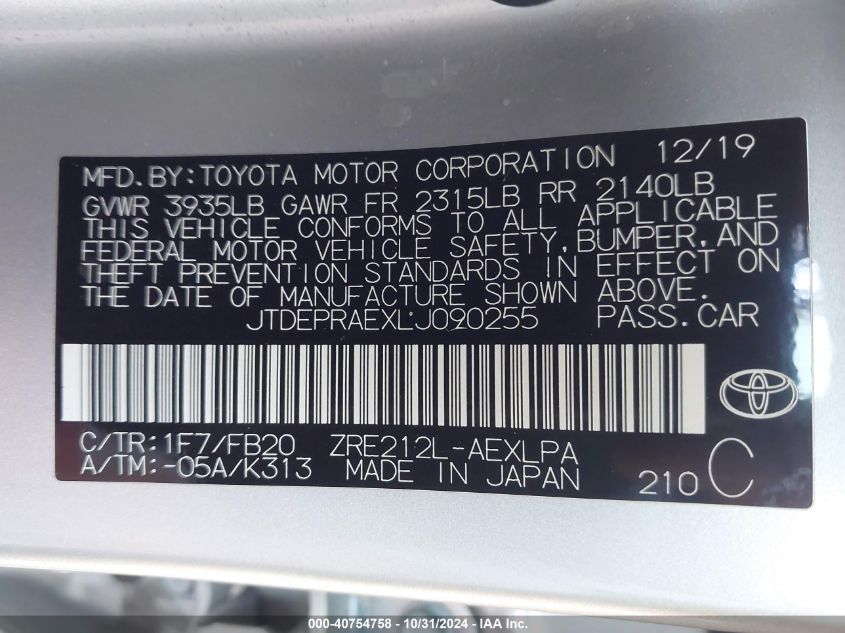 MFD. BY: TOYOTA MOTOR CORPORATION 12/19
GVWR 3935LB GAWR FR 2315LB RR 2140LB
THIS VEHICLE CONFORMS TO ALL APPLICABLE
FEDERAL MOTOR VEHICLE SAFETY, BUMPER, AND
THEFT PREVENTION STANDARDS IN EFFECT ON
THE DATE OF MANUFACTURE SHOWN ABOVE.
JTDEPRAEXLJ090255 PASS. CAR
C/TR: 1F7/FB20 ZRE212L-AEXLPA
A/TM: -05A/K313 MADE IN JAPAN 210 C
000-40754758 - 10/31/2024 - IAA Inc.